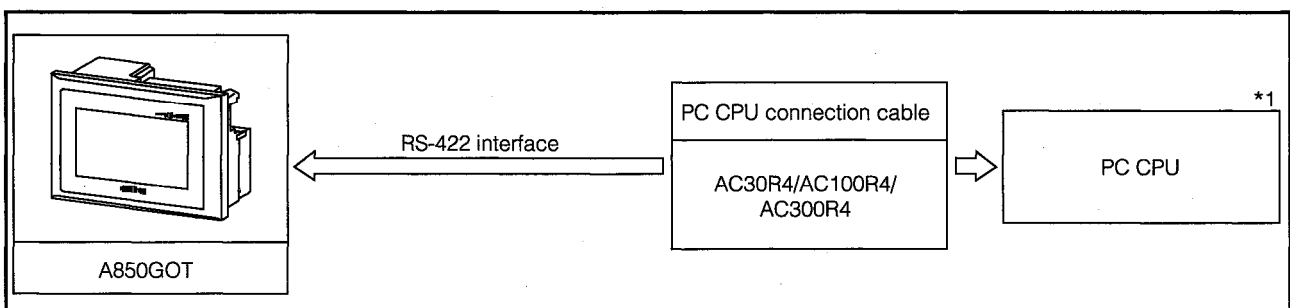 A850GOT
RS-422 interface
PC CPU connection cable
AC30R4/AC100R4/
AC300R4
*1
PC CPU